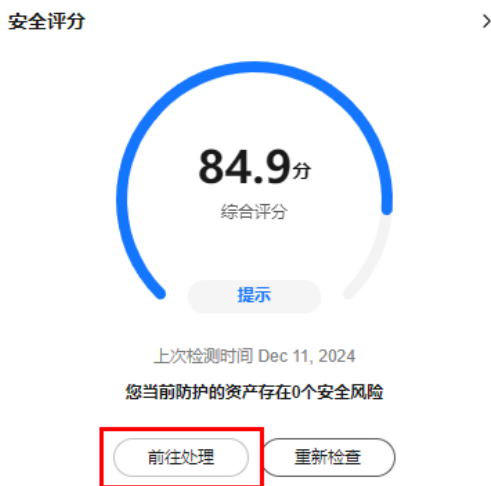 安全评分
84.9分
综合评分
提示
上次检测时间 Dec 11, 2024
您当前防护的资产存在0个安全风险
前往处理 重新检查